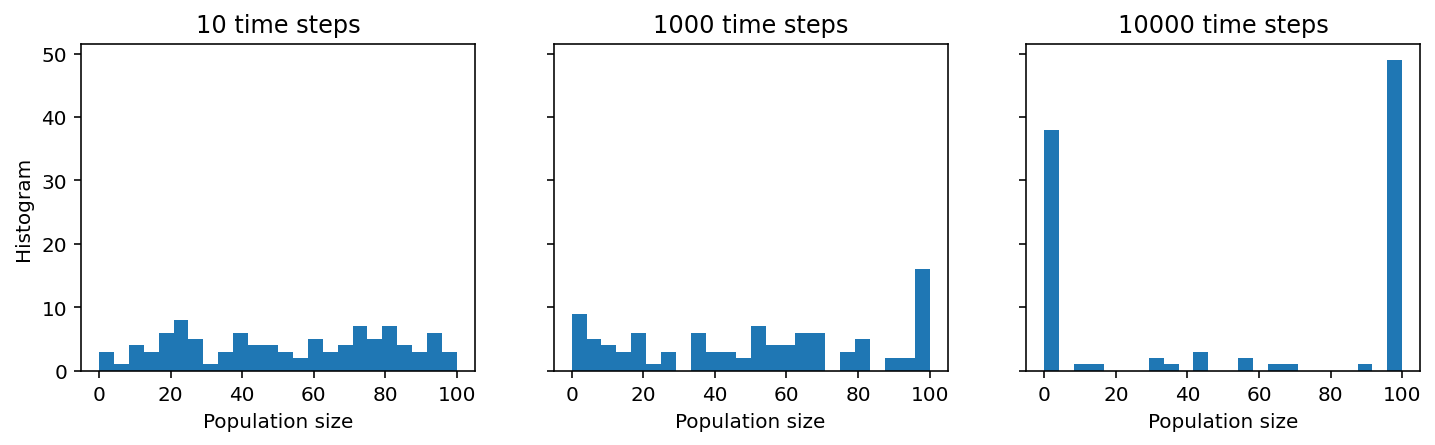 10 time steps
1000 time steps
10000 time steps
Histogram
50
40
30
20
10
0
0 20 40 60 80 100
0 20 40 60 80 100
0 20 40 60 80 100
Population size
Population size
Population size